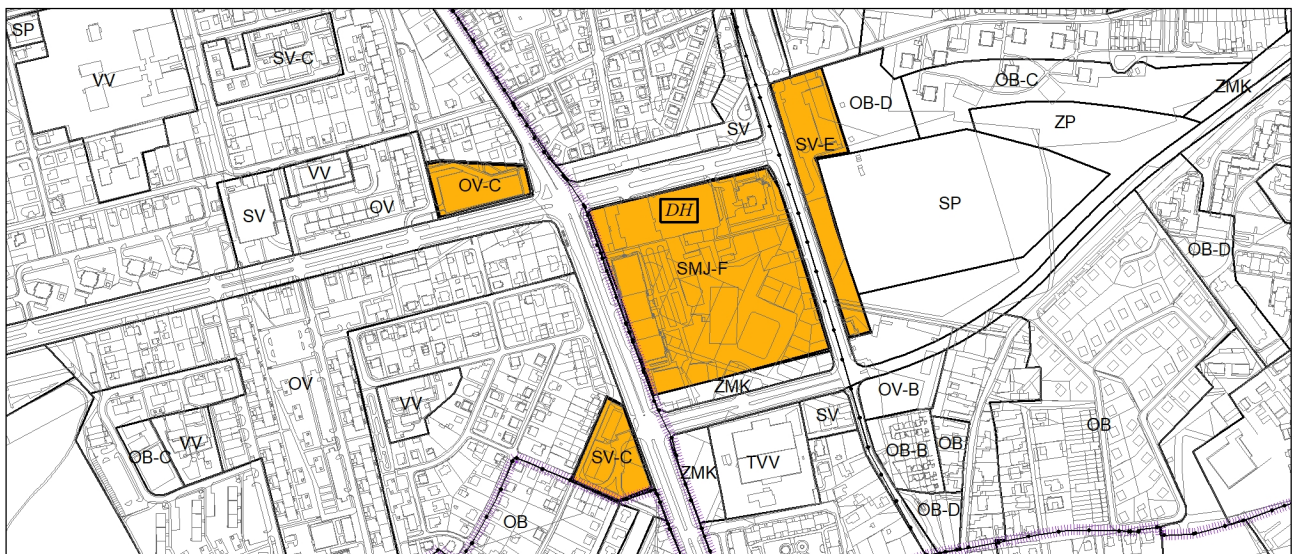 SP
VV
SV-C
OB-C
ZMK
OB-D
ZP
SV
SV-E
VV
OV-C
OV
SV
DH
SP
SMJ-F
OB-D
OV
VV
ZMK
OV-B
SV
OB
VV
OB-C
SV-C
ZMK
TVV
OB-B
OB
OB-D
OB